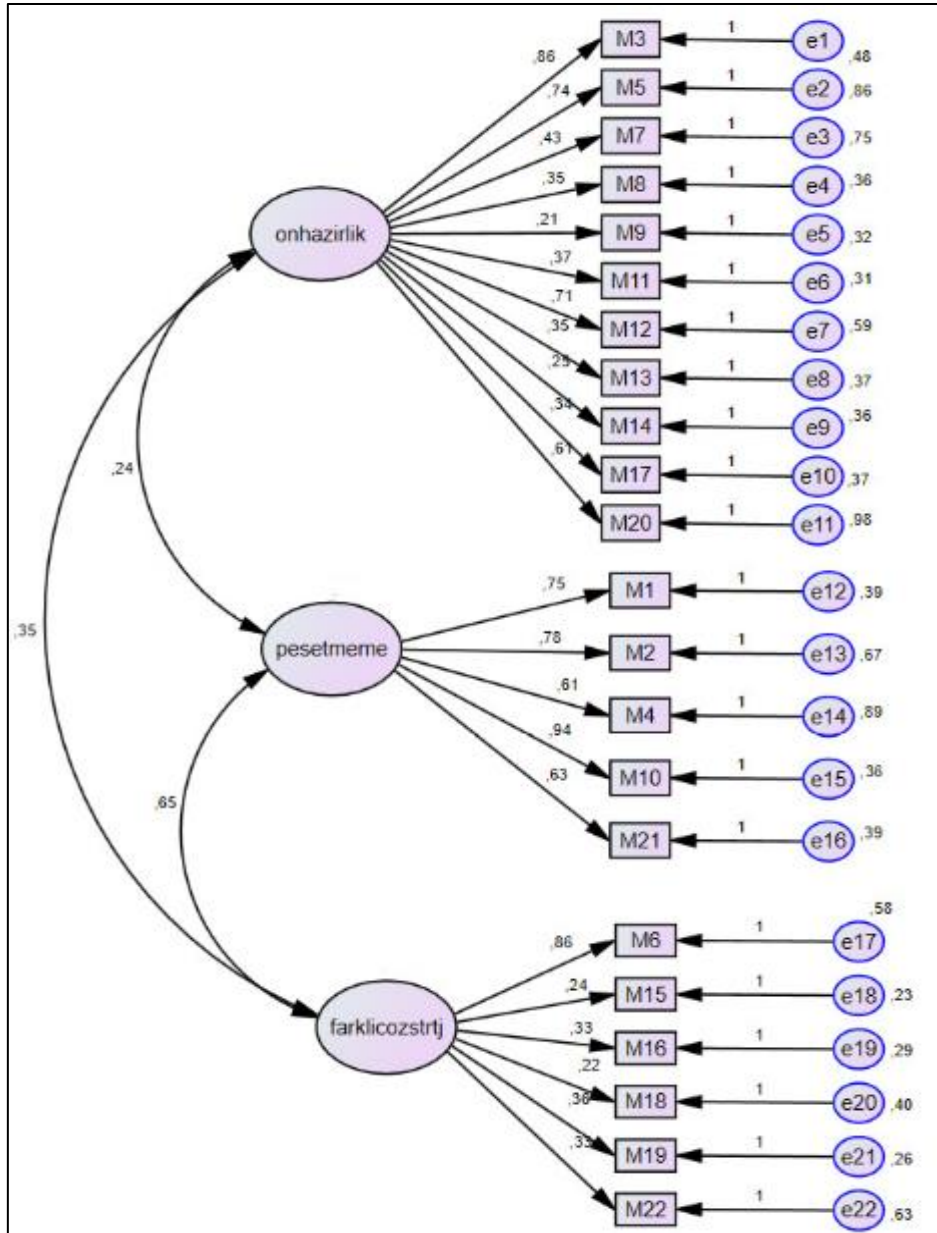 M3 1 e1 ,48
,86
M5 1 e2 ,86
,74
M7 1 e3 ,75
,43
M8 1 e4 ,36
,35
onhazirlik
M9 1 e5 ,32
,21
M11 1 e6 ,31
,37
M12 1 e7 ,59
,71
M13 1 e8 ,37
,35
M14 1 e9 ,36
,25
M17 1 e10 ,37
,34
M20 1 e11 ,98
,61
,24
,35
M1 1 e12 ,39
,75
pesetmeme
M2 1 e13 ,67
,78
M4 1 e14 ,89
,61
M10 1 e15 ,36
,94
M21 1 e16 ,39
,63
,65
,58
M6 1 e17
,86
M15 1 e18 ,23
,24
farklicozstrtj
M16 1 e19 ,29
,33
M18 1 e20 ,40
,22
M19 1 e21 ,26
,36
M22 1 e22 ,63